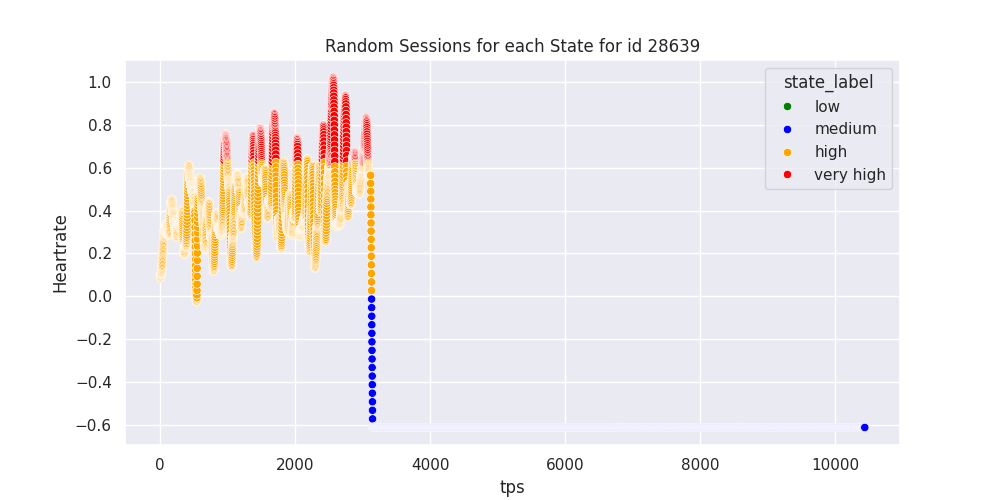 Random Sessions for each State for id 28639
state_label
low
medium
high
very high
Heartrate
1.0
0.8
0.6
0.4
0.2
0.0
−0.2
−0.4
−0.6
0 2000 4000 6000 8000 10000
tps